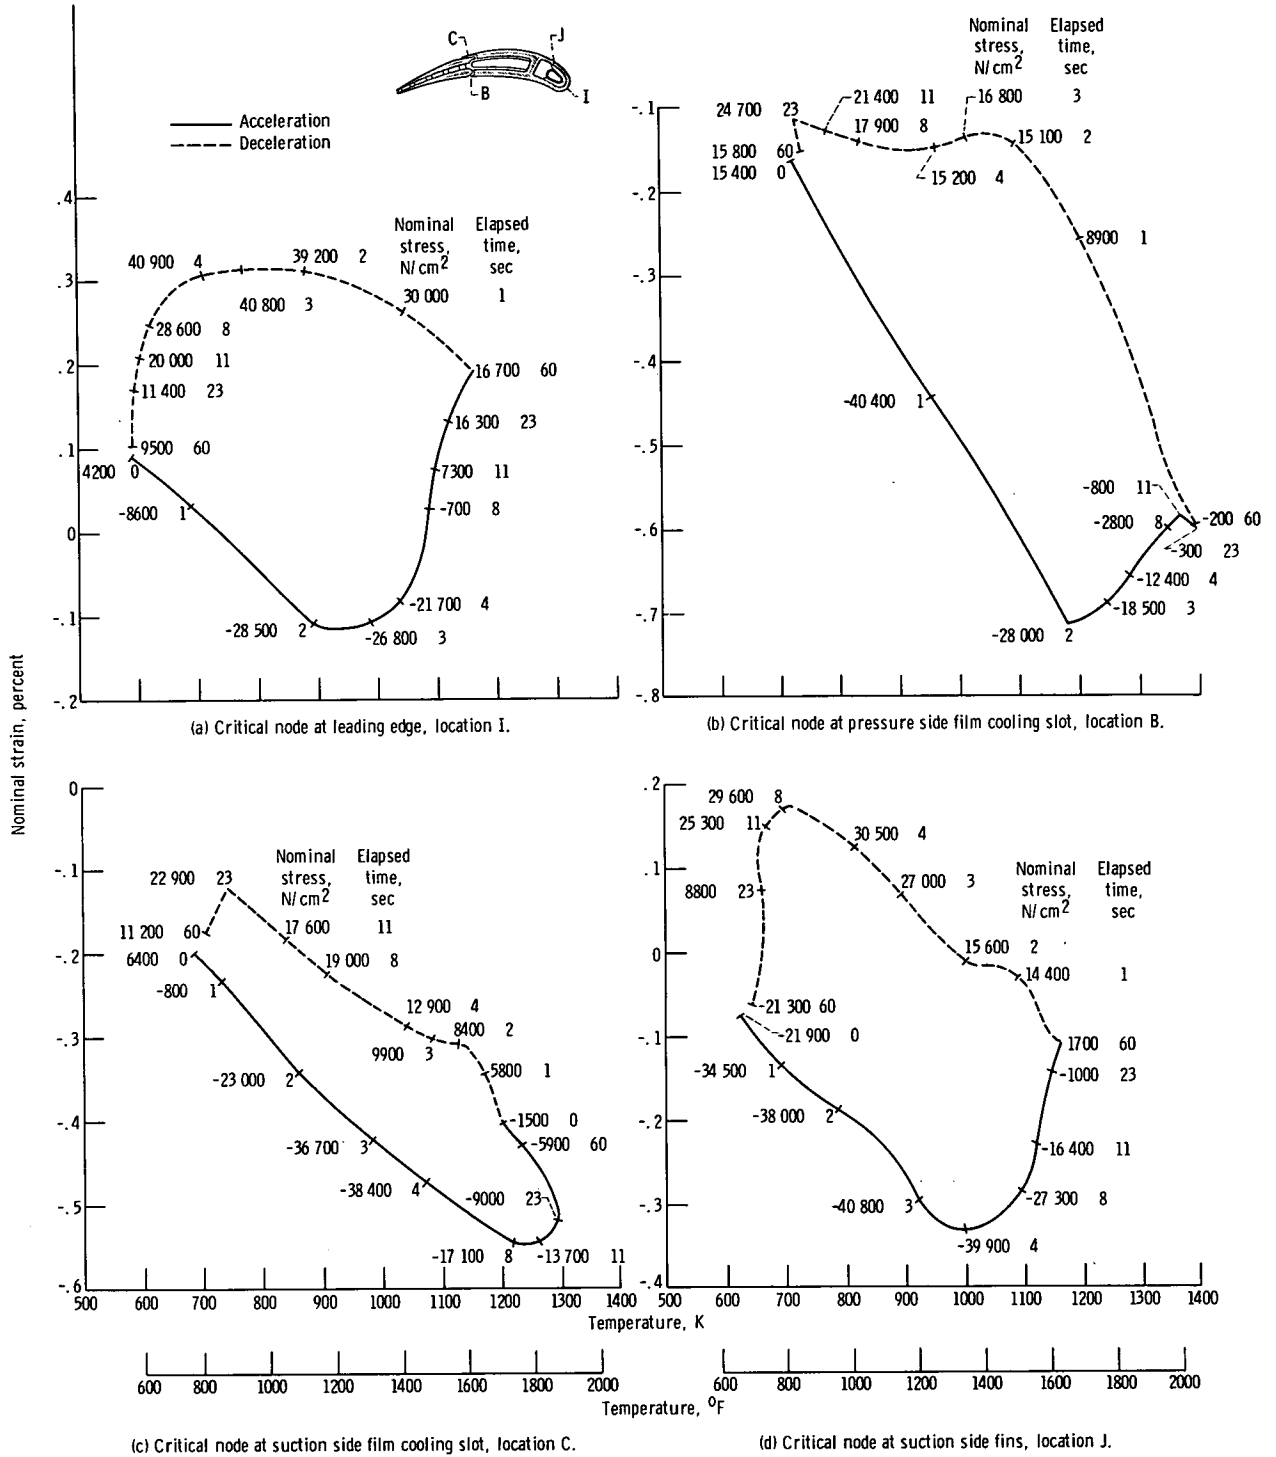 C
J
B
I
Acceleration
Deceleration
.4
.3
.2
.1
0
-.1
-.2
Nominal stress, N/cm2
Elapsed time, sec
40 900 4
39 200 2
40 800 3
30 000 1
28 600 8
20 000 11
11 400 23
16 700 60
16 300 23
9500 60
4200 0
7300 11
-8600 1
-700 8
-21 700 4
-28 500 2
-26 800 3
(a) Critical node at leading edge, location I.
Nominal stress, N/cm2
Elapsed time, sec
-.1
-.2
-.3
-.4
-.5
-.6
-.7
-.8
24 700 23
21 400 11
16 800 3
17 900 8
15 100 2
15 800 60
15 400 0
15 200 4
8900 1
-40 400 1
-800 11
-2800 8
-200 60
-300 23
-12 400 4
-18 500 3
-28 000 2
(b) Critical node at pressure side film cooling slot, location B.
Nominal strain, percent
0
-.1
-.2
-.3
-.4
-.5
-.6
Nominal stress, N/cm2
Elapsed time, sec
22 900 23
17 600 11
11 200 60
6400 0
19 000 8
-800 1
12 900 4
8400 2
9900 3
5800 1
-23 000 2
-1500 0
-5900 60
-36 700 3
-38 400 4
-9000 23
-17 100 8
-13 700 11
500 600 700 800 900 1000 1100 1200 1300 1400
.2
.1
0
-.1
-.2
-.3
-.4
29 600 8
25 300 11
30 500 4
Nominal stress, N/cm2
Elapsed time, sec
8800 23
27 000 3
15 600 2
14 400 1
-21 300 60
-21 900 0
1700 60
-34 500 1
-1000 23
-38 000 2
-16 400 11
-40 800 3
-27 300 8
-39 900 4
500 600 700 800 900 1000 1100 1200 1300 1400
Temperature, K
600 800 1000 1200 1400 1600 1800 2000
600 800 1000 1200 1400 1600 1800 2000
Temperature, °F
(c) Critical node at suction side film cooling slot, location C.
(d) Critical node at suction side fins, location J.